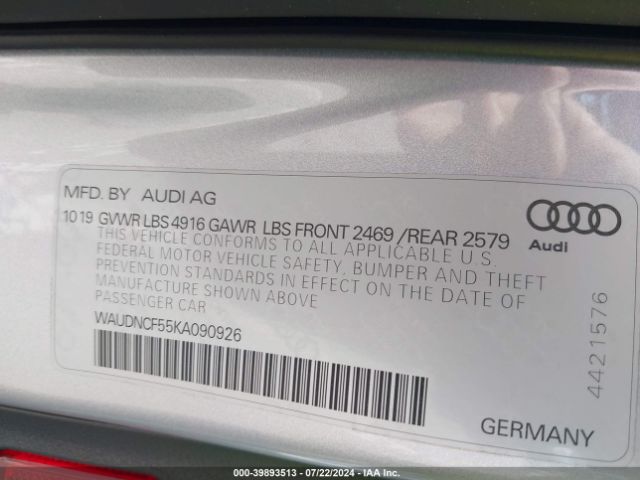 MFD. BY AUDI AG
10 19 GVWR LBS 4916 GAWR LBS FRONT 2469 /REAR 2579
THIS VEHICLE CONFORMS TO ALL APPLICABLE U.S.
FEDERAL MOTOR VEHICLE SAFETY, BUMPER AND THEFT
PREVENTION STANDARDS IN EFFECT ON THE DATE OF
MANUFACTURE SHOWN ABOVE
PASSENGER CAR
WAUDNCF55KA090926
Audi
4421576
GERMANY
000-39893513 - 07/22/2024 - IAA Inc.